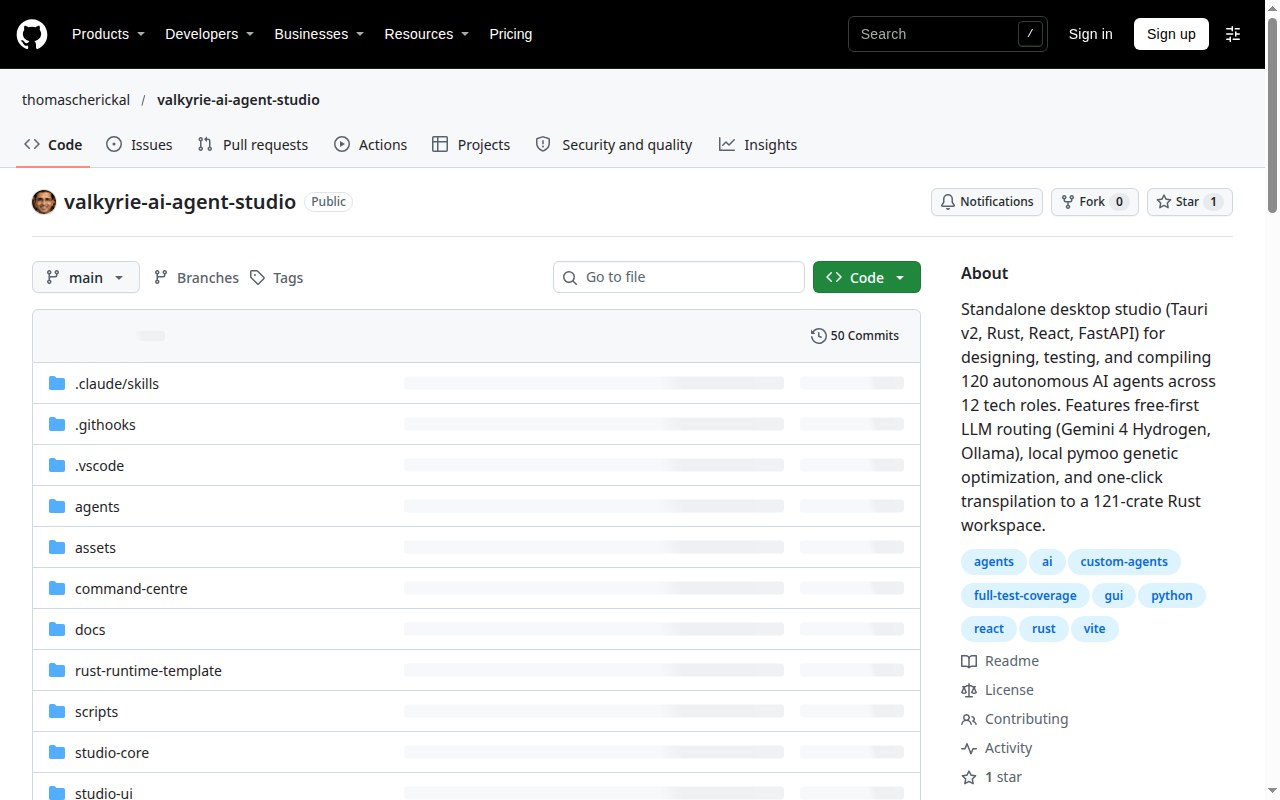 Products
Developers
Businesses
Resources
Pricing
Search
/
Sign in
Sign up
thomascherickal / valkyrie-ai-agent-studio
Code
Issues
Pull requests
Actions
Projects
Security and quality
Insights
valkyrie-ai-agent-studio
Public
Notifications
Fork 0
Star 1
main
Branches
Tags
Go to file
Code
50 Commits
.claude/skills
.githooks
.vscode
agents
assets
command-centre
docs
rust-runtime-template
scripts
studio-core
studio-ui
About
Standalone desktop studio (Tauri
v2, Rust, React, FastAPI) for
designing, testing, and compiling
120 autonomous AI agents across
12 tech roles. Features free-first
LLM routing (Gemini 4 Hydrogen,
Ollama), local pymoo genetic
optimization, and one-click
transpilation to a 121-crate Rust
workspace.
agents ai custom-agents
full-test-coverage gui python
react rust vite
Readme
License
Contributing
Activity
1 star